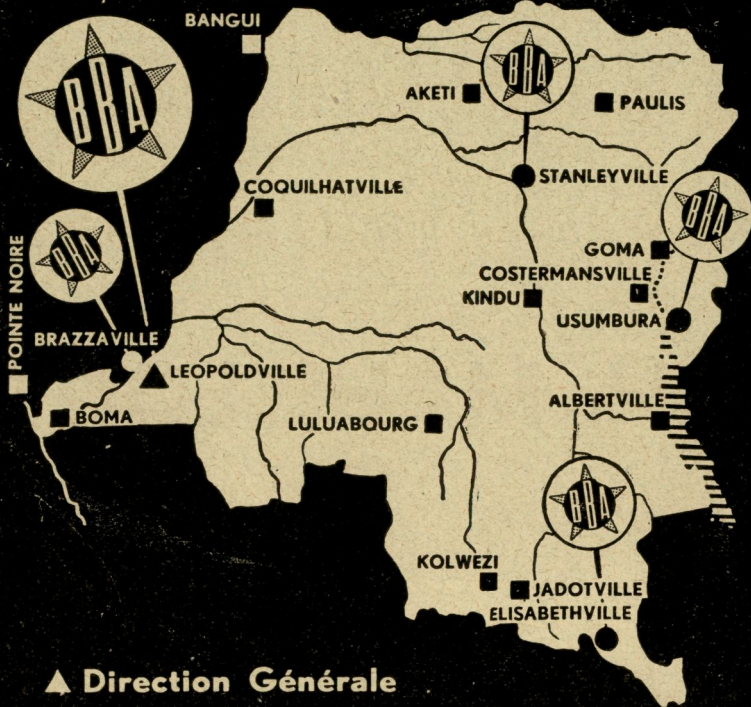 BANGUI
BBA
BBA
AKETI
PAULIS
COQUILHATVILLE
STANLEYVILLE
BBA
BBA
POINTE NOIRE
GOMA
COSTERMANSVILLE
KINDU
USUMBURA
BRAZZAVILLE
LEOPOLDVILLE
BOMA
ALBERTVILLE
LULUABOURG
BBA
KOLWEZI
JADOTVILLE
ELISABETHVILLE
Direction Générale